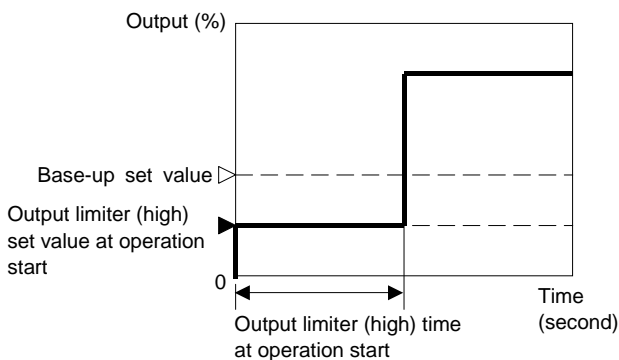 Output (%)
Base-up set value
Output limiter (high)
set value at operation
start
0
Time
(second)
Output limiter (high) time
at operation start